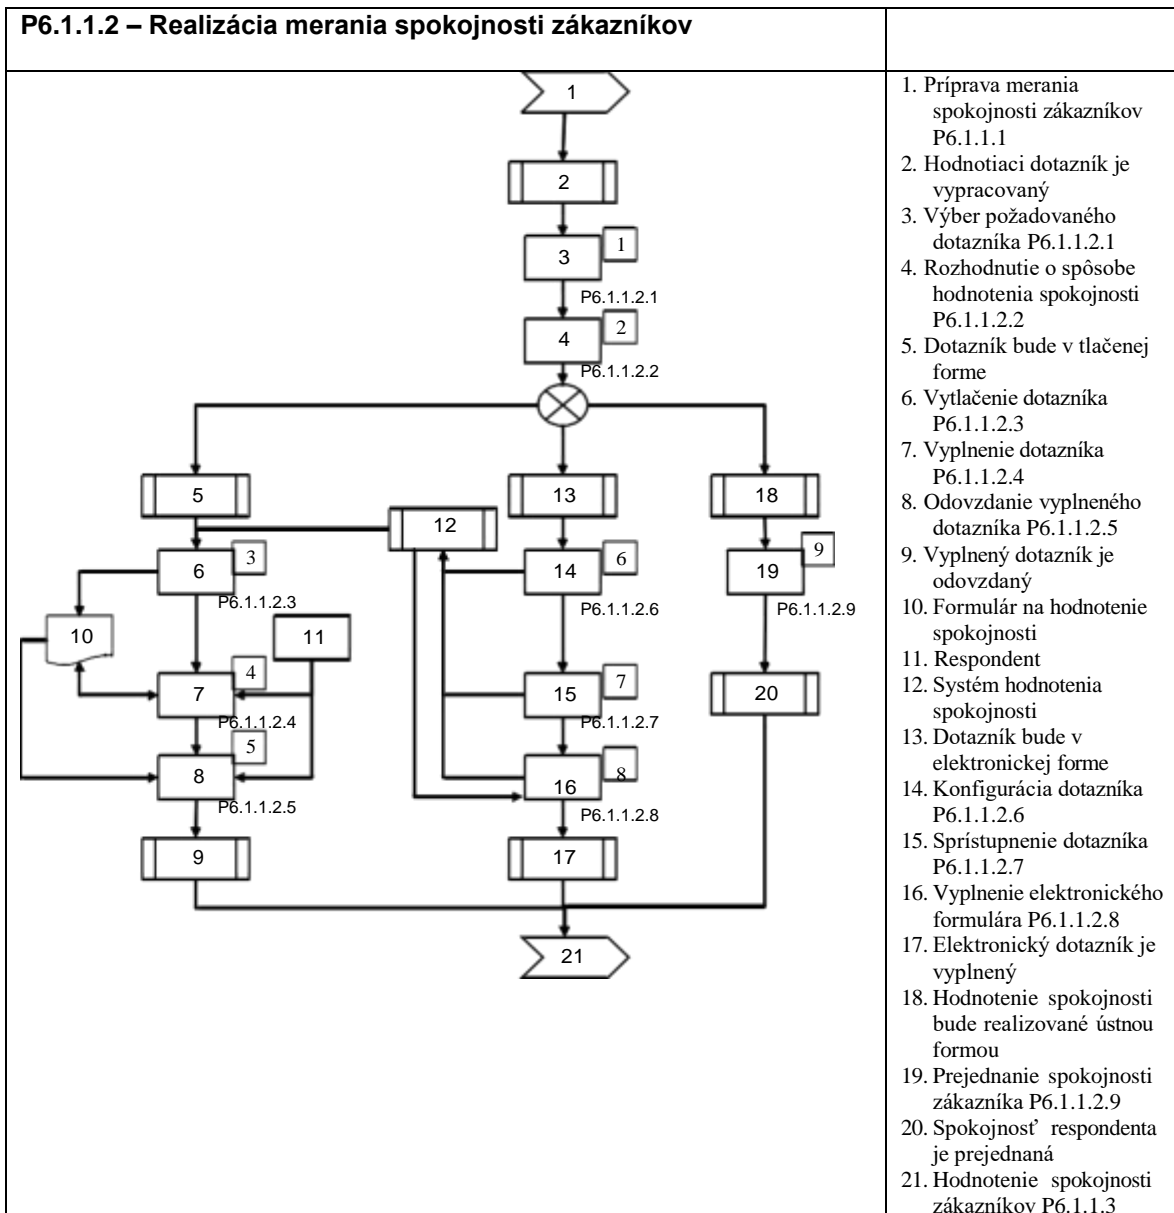 P6.1.1.2 – Realizácia merania spokojnosti zákazníkov
1
2
3
1
P6.1.1.2.1
4
2
P6.1.1.2.2
5
13
18
12
6
3
P6.1.1.2.3
14
6
P6.1.1.2.6
19
9
P6.1.1.2.9
10
11
7
4
P6.1.1.2.4
15
7
P6.1.1.2.7
20
8
5
P6.1.1.2.5
16
8
P6.1.1.2.8
9
17
21
1. Príprava merania
spokojnosti zákazníkov
P6.1.1.1
2. Hodnotiaci dotazník je
vypracovaný
3. Výber požadovaného
dotazníka P6.1.1.2.1
4. Rozhodnutie o spôsobe
hodnotenia spokojnosti
P6.1.1.2.2
5. Dotazník bude v tlačenej
forme
6. Vytlačenie dotazníka
P6.1.1.2.3
7. Vyplnenie dotazníka
P6.1.1.2.4
8. Odovzdanie vyplneného
dotazníka P6.1.1.2.5
9. Vyplnený dotazník je
odovzdaný
10. Formulár na hodnotenie
spokojnosti
11. Respondent
12. Systém hodnotenia
spokojnosti
13. Dotazník bude v
elektronickej forme
14. Konfigurácia dotazníka
P6.1.1.2.6
15. Sprístupnenie dotazníka
P6.1.1.2.7
16. Vyplnenie elektronického
formulára P6.1.1.2.8
17. Elektronický dotazník je
vyplnený
18. Hodnotenie spokojnosti
bude realizované ústnou
formou
19. Prejednanie spokojnosti
zákazníka P6.1.1.2.9
20. Spokojnosť respondenta
je prejednaná
21. Hodnotenie spokojnosti
zákazníkov P6.1.1.3